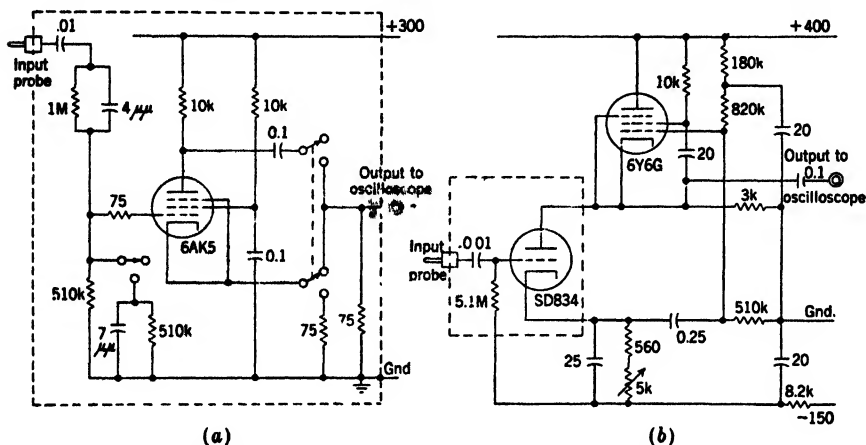 .01
+300
Input
probe
1M
4 μμ
10k
10k
0.1
Output to
oscilloscope
75
6AK5
0.1
510k
7
μμ
510k
75
75
Gnd
(a)
+400
180k
10k
820k
6Y6G
20
20
Output to
0.1
oscilloscope
3k
Input
probe
.001
5.1M
SD834
0.25
510k
Gnd.
25
560
5k
20
8.2k
−150
(b)